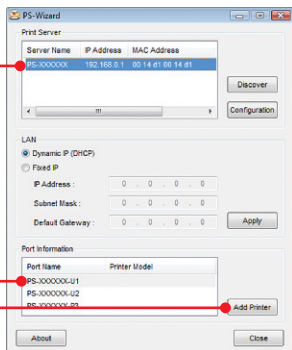 PS-Wizard
Print Server
Server Name IP Address MAC Address
PS-XXXXXX 192.168.0.1 00 14 d1 00 14 d1
Discover
Configuration
LAN
Dynamic IP (DHCP)
Fixed IP
IP Address : 0 . 0 . 0 . 0
Subnet Mask : 0 . 0 . 0 . 0
Default Gateway : 0 . 0 . 0 . 0
Apply
Port Information
Port Name Printer Model
PS-XXXXXX-U1
PS-XXXXXX-U2
PS-XXXXXX-P3
Add Printer
About
Close